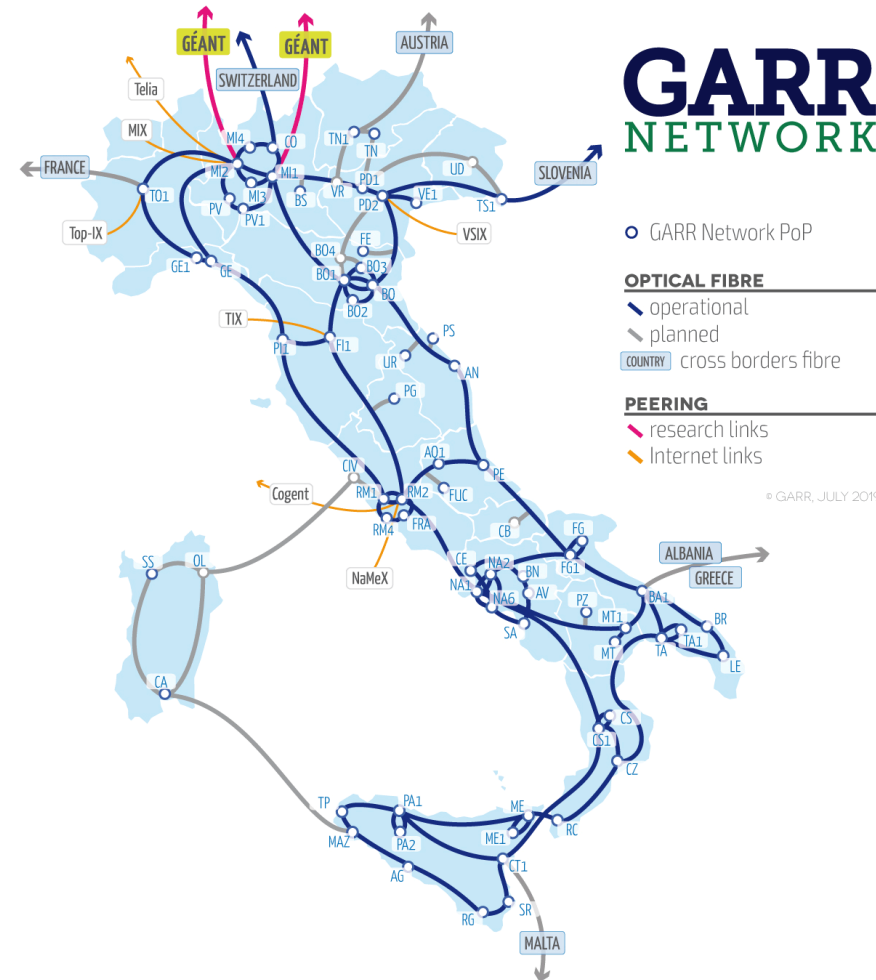 GÉANT
GÉANT
AUSTRIA
SWITZERLAND
Telia
MIX
FRANCE
Top-IX
SLOVENIA
VSIX
TIX
Cogent
NaMeX
ALBANIA
GREECE
MALTA
MI4
CO
MI2
MI1
MI3
PV
PV1
BS
TO1
GE1
GE
TN1
TN
VR
PD1
PD2
VE1
UD
TS1
BO4
FE
BO3
BO1
BO
BO2
PI1
FI1
PS
UR
AN
PG
CIV
RM1
RM2
RM4
FRA
AQ1
FUC
PE
CB
FG
FG1
CE
NA2
NA1
NA6
BN
AV
SA
PZ
MT1
MT
BA1
BR
TA
TA1
LE
SS
OL
CA
CS
CS1
CZ
RC
TP
PA1
PA2
MAZ
ME
ME1
CT1
AG
RG
SR
GARR
NETWORK
GARR Network PoP
OPTICAL FIBRE
operational
planned
COUNTRY cross borders fibre
PEERING
research links
Internet links
© GARR, JULY 2019